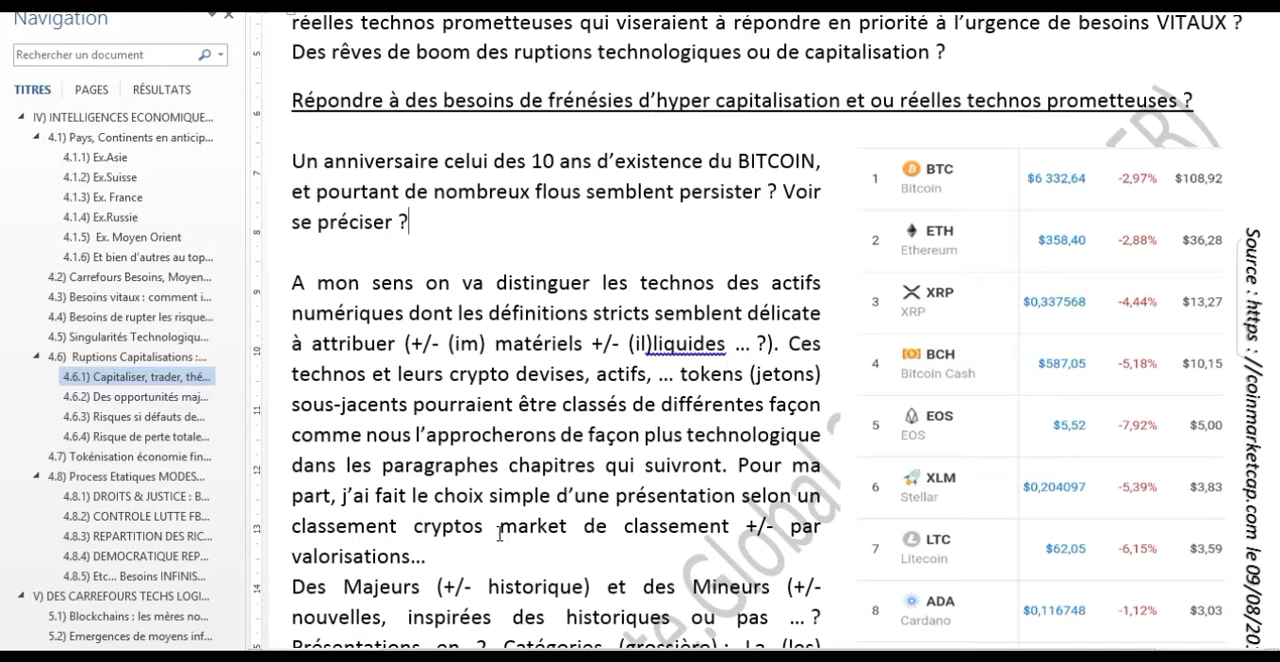 Navigation
Rechercher un document
TITRES PAGES RÉSULTATS
IV) INTELLIGENCES ECONOMIQUE...
4.1) Pays, Continents en anticip...
4.1.1) Ex.Asie
4.1.2) Ex.Suisse
4.1.3) Ex. France
4.1.4) Ex.Russie
4.1.5) Ex. Moyen Orient
4.1.6) Et bien d'autres au top...
4.2) Carrefours Besoins, Moyen...
4.3) Besoins vitaux : comment i...
4.4) Besoins de rupter les risque...
4.5) Singularités Technologiqu...
4.6) Ruptions Capitalisations :...
4.6.1) Capitaliser, trader, thé...
4.6.2) Des opportunités maj...
4.6.3) Risques si défauts de...
4.6.4) Risque de perte totale...
4.7) Tokénisation économie fin...
4.8) Process Etatiques MODES...
4.8.1) DROITS & JUSTICE : B...
4.8.2) CONTROLE LUTTE FB...
4.8.3) REPARTITION DES RIC...
4.8.4) DEMOCRATIQUE REP...
4.8.5) Etc... Besoins INFINIS...
V) DES CARREFOURS TECHS LOGI...
5.1) Blockchains : les mères no...
5.2) Emergences de moyens inf...
5
6
7
8
9
10
11
12
13
14
réelles technos prometteuses qui viseraient à répondre en priorité à l'urgence de besoins VITAUX ?
Des rêves de boom des ruptions technologiques ou de capitalisation ?
Répondre à des besoins de frénésies d'hyper capitalisation et ou réelles technos prometteuses ?
Un anniversaire celui des 10 ans d'existence du BITCOIN,
et pourtant de nombreux flous semblent persister ? Voir
se préciser ?
A mon sens on va distinguer les technos des actifs
numériques dont les définitions stricts semblent délicate
à attribuer (+/- (im) matériels +/- (il)liquides ... ?). Ces
technos et leurs crypto devises, actifs, ... tokens (jetons)
sous-jacents pourraient être classés de différentes façon
comme nous l'approcherons de façon plus technologique
dans les paragraphes chapitres qui suivront. Pour ma
part, j'ai fait le choix simple d'une présentation selon un
classement cryptos market de classement +/- par
valorisations...
Des Majeurs (+/- historique) et des Mineurs (+/-
nouvelles, inspirées des historiques ou pas ... ?
Présentations en 2 Catégories (grossière) : La (les)
1 BTC Bitcoin $6 332,64 -2,97% $108,92
2 ETH Ethereum $358,40 -2,88% $36,28
3 XRP XRP $0,337568 -4,44% $13,27
4 BCH Bitcoin Cash $587,05 -5,18% $10,15
5 EOS EOS $5,52 -7,92% $5,00
6 XLM Stellar $0,204097 -5,39% $3,83
7 LTC Litecoin $62,05 -6,15% $3,59
8 ADA Cardano $0,116748 -1,12% $3,03
Source : https : //coinmarketcap.com le 09/08/20